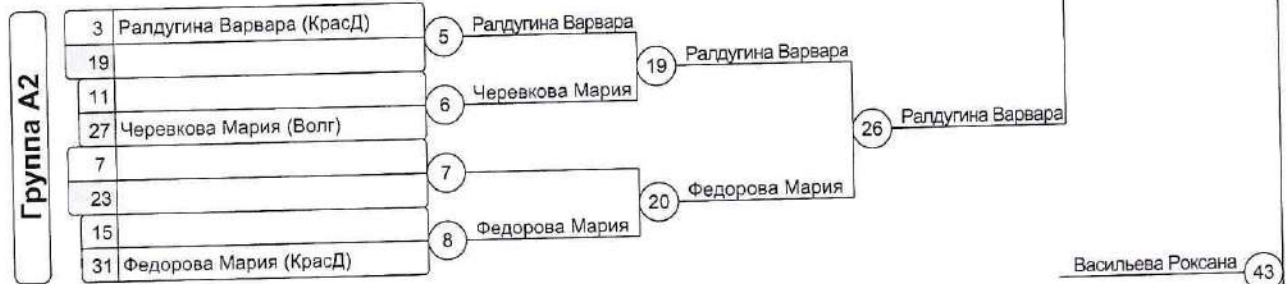 Группа А2
3 Ралдугина Варвара (КрасД)
19
11
27 Черевкова Мария (Волг)
7
23
15
31 Федорова Мария (КрасД)
5 Ралдугина Варвара
6 Черевкова Мария
7
8 Федорова Мария
19 Ралдугина Варвара
20 Федорова Мария
26 Ралдугина Варвара
Васильева Роксана 43